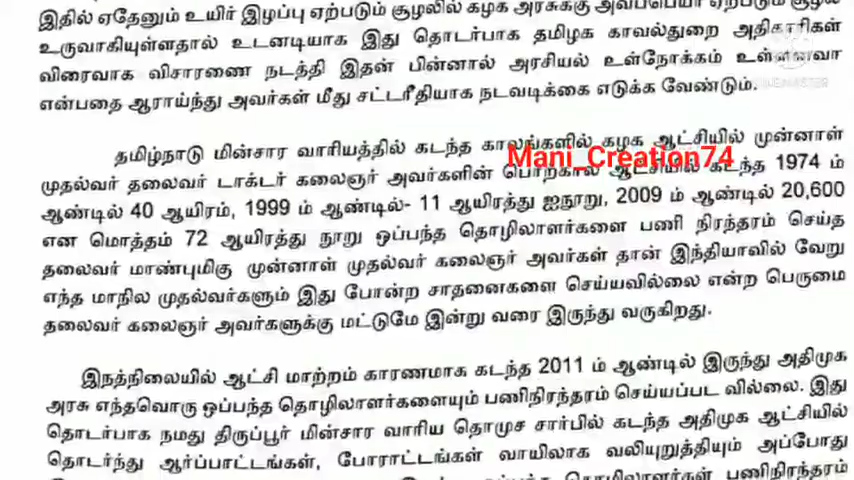 இதில் ஏதேனும் உயிர் இழப்பு ஏற்படும் சூழலில் கழக அரசுக்கு அவப்பெயர் ஏற்படும் சூழல்
உருவாகியுள்ளதால் உடனடியாக இது தொடர்பாக தமிழக காவல்துறை அதிகாரிகள்
விரைவாக விசாரணை நடத்தி இதன் பின்னால் அரசியல் உள்நோக்கம் உள்ளனவா
என்பதை ஆராய்ந்து அவர்கள் மீது சட்டரீதியாக நடவடிக்கை எடுக்க வேண்டும்.
தமிழ்நாடு மின்சார வாரியத்தில் கடந்த காலங்களில் கழக ஆட்சியில் முன்னாள்
Mani_Creation74
முதல்வர் தலைவர் டாக்டர் கலைஞர் அவர்களின் பொற்கால ஆட்சியில் கடந்த 1974 ம்
ஆண்டில் 40 ஆயிரம், 1999 ம் ஆண்டில்- 11 ஆயிரத்து ஐநூறு, 2009 ம் ஆண்டில் 20,600
என மொத்தம் 72 ஆயிரத்து நூறு ஒப்பந்த தொழிலாளர்களை பணி நிரந்தரம் செய்த
தலைவர் மாண்புமிகு முன்னாள் முதல்வர் கலைஞர் அவர்கள் தான் இந்தியாவில் வேறு
எந்த மாநில முதல்வர்களும் இது போன்ற சாதனைகளை செய்யவில்லை என்ற பெருமை
தலைவர் கலைஞர் அவர்களுக்கு மட்டுமே இன்று வரை இருந்து வருகிறது.
இநத்நிலையில் ஆட்சி மாற்றம் காரணமாக கடந்த 2011 ம் ஆண்டில் இருந்து அதிமுக
அரசு எந்தவொரு ஒப்பந்த தொழிலாளர்களையும் பணிநிரந்தரம் செய்யப்பட வில்லை. இது
தொடர்பாக நமது திருப்பூர் மின்சார வாரிய தொமுச சார்பில் கடந்த அதிமுக ஆட்சியில்
தொடர்ந்து ஆர்ப்பாட்டங்கள், போராட்டங்கள் வாயிலாக வலியுறுத்தியும் அப்போது
தொழிலாளர்கள் பணிநிரந்தரம்